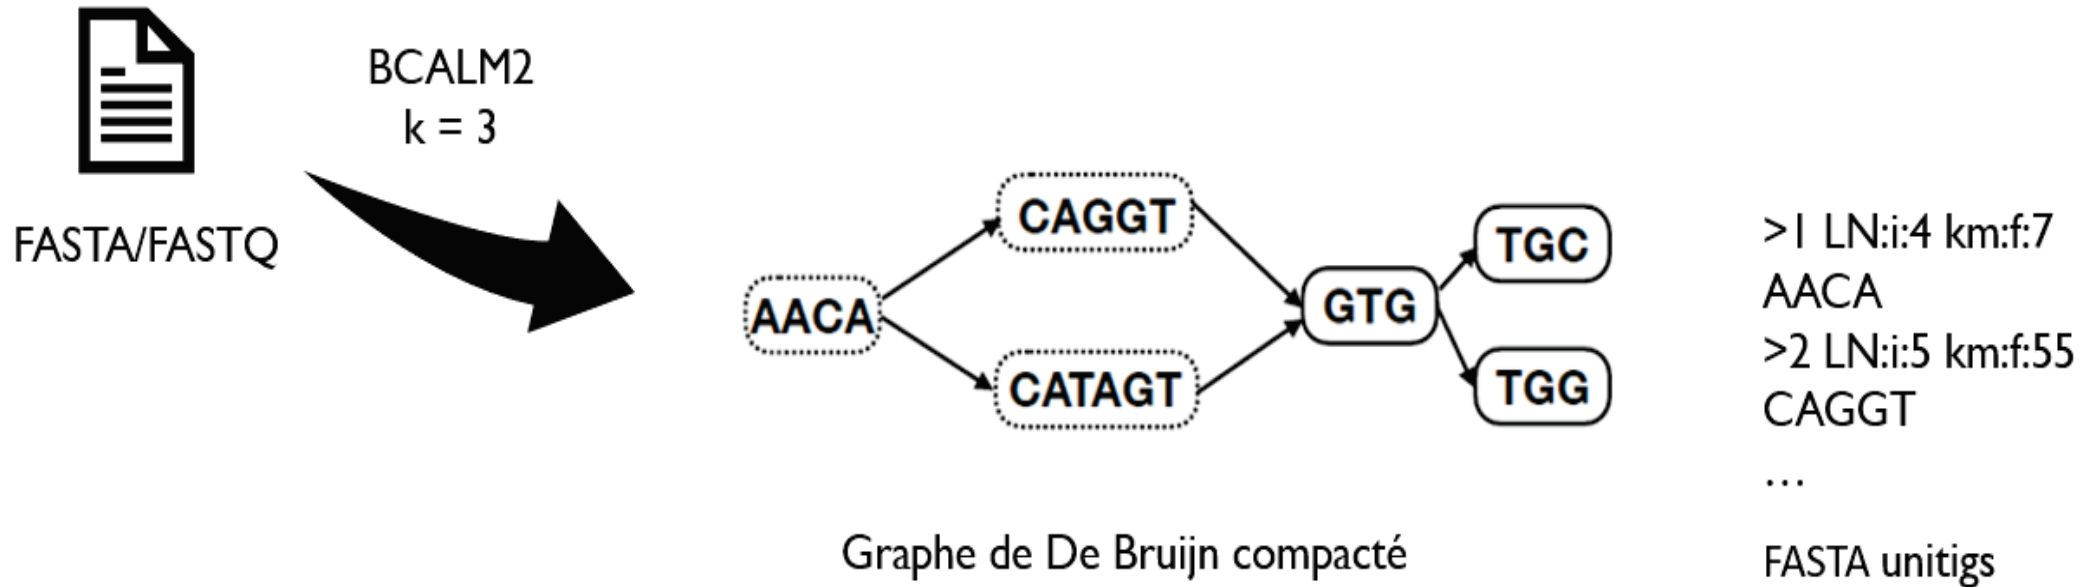 BCALM2
k = 3
FASTA/FASTQ
AACA
CAGGT
CATAGT
GTG
TGC
TGG
>1 LN:i:4 km:f:7
AACA
>2 LN:i:5 km:f:55
CAGGT
...
Graphe de De Bruijn compacté
FASTA unitigs